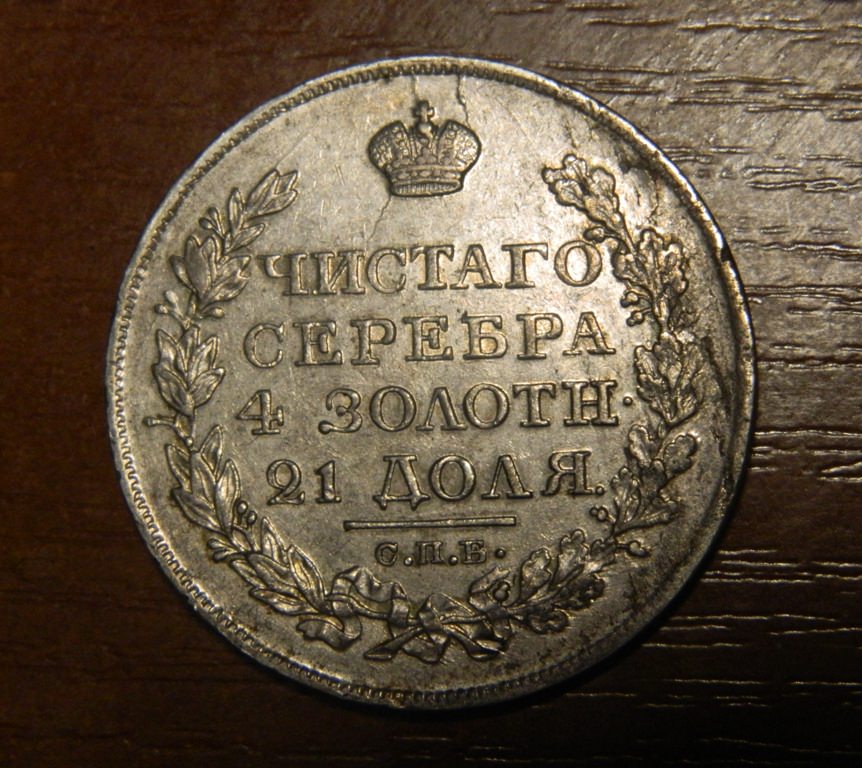 ЧИСТАГО
СЕРЕБРА
4 ЗОЛОТН·
21 ДОЛЯ.
С.П.Б.